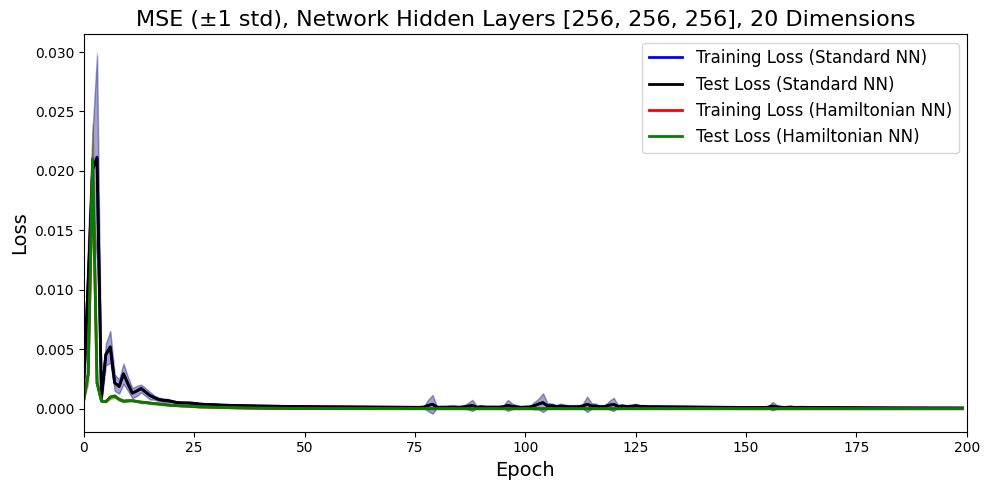 MSE (±1 std), Network Hidden Layers [256, 256, 256], 20 Dimensions
Training Loss (Standard NN)
Test Loss (Standard NN)
Training Loss (Hamiltonian NN)
Test Loss (Hamiltonian NN)
Loss
0.030
0.025
0.020
0.015
0.010
0.005
0.000
0 25 50 75 100 125 150 175 200
Epoch